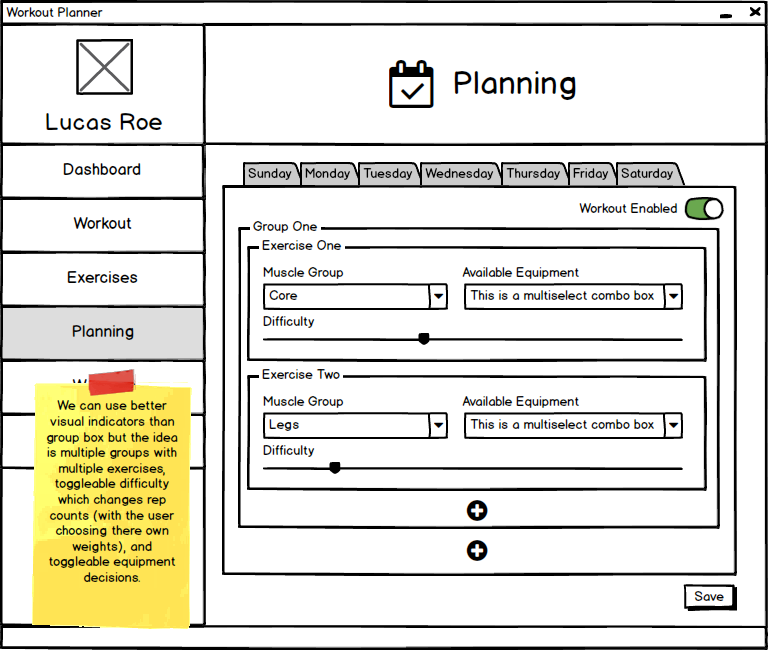 Workout Planner
Lucas Roe
Planning
Dashboard
Workout
Exercises
Planning
Sunday Monday Tuesday Wednesday Thursday Friday Saturday
Workout Enabled
Group One
Exercise One
Muscle Group Available Equipment
Core This is a multiselect combo box
Difficulty
Exercise Two
Muscle Group Available Equipment
Legs This is a multiselect combo box
Difficulty
Save
We can use better
visual indicators than
group box but the idea
is multiple groups with
multiple exercises,
toggleable difficulty
which changes rep
counts (with the user
choosing there own
weights), and
toggleable equipment
decisions.